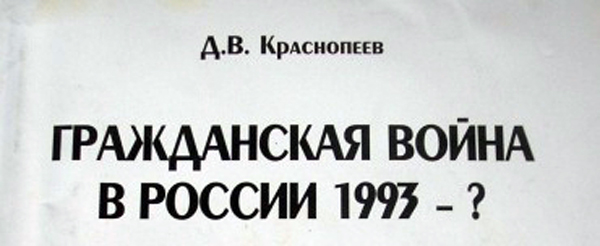 Д.В. Краснопеев
ГРАЖДАНСКАЯ ВОЙНА
В РОССИИ 1993 – ?